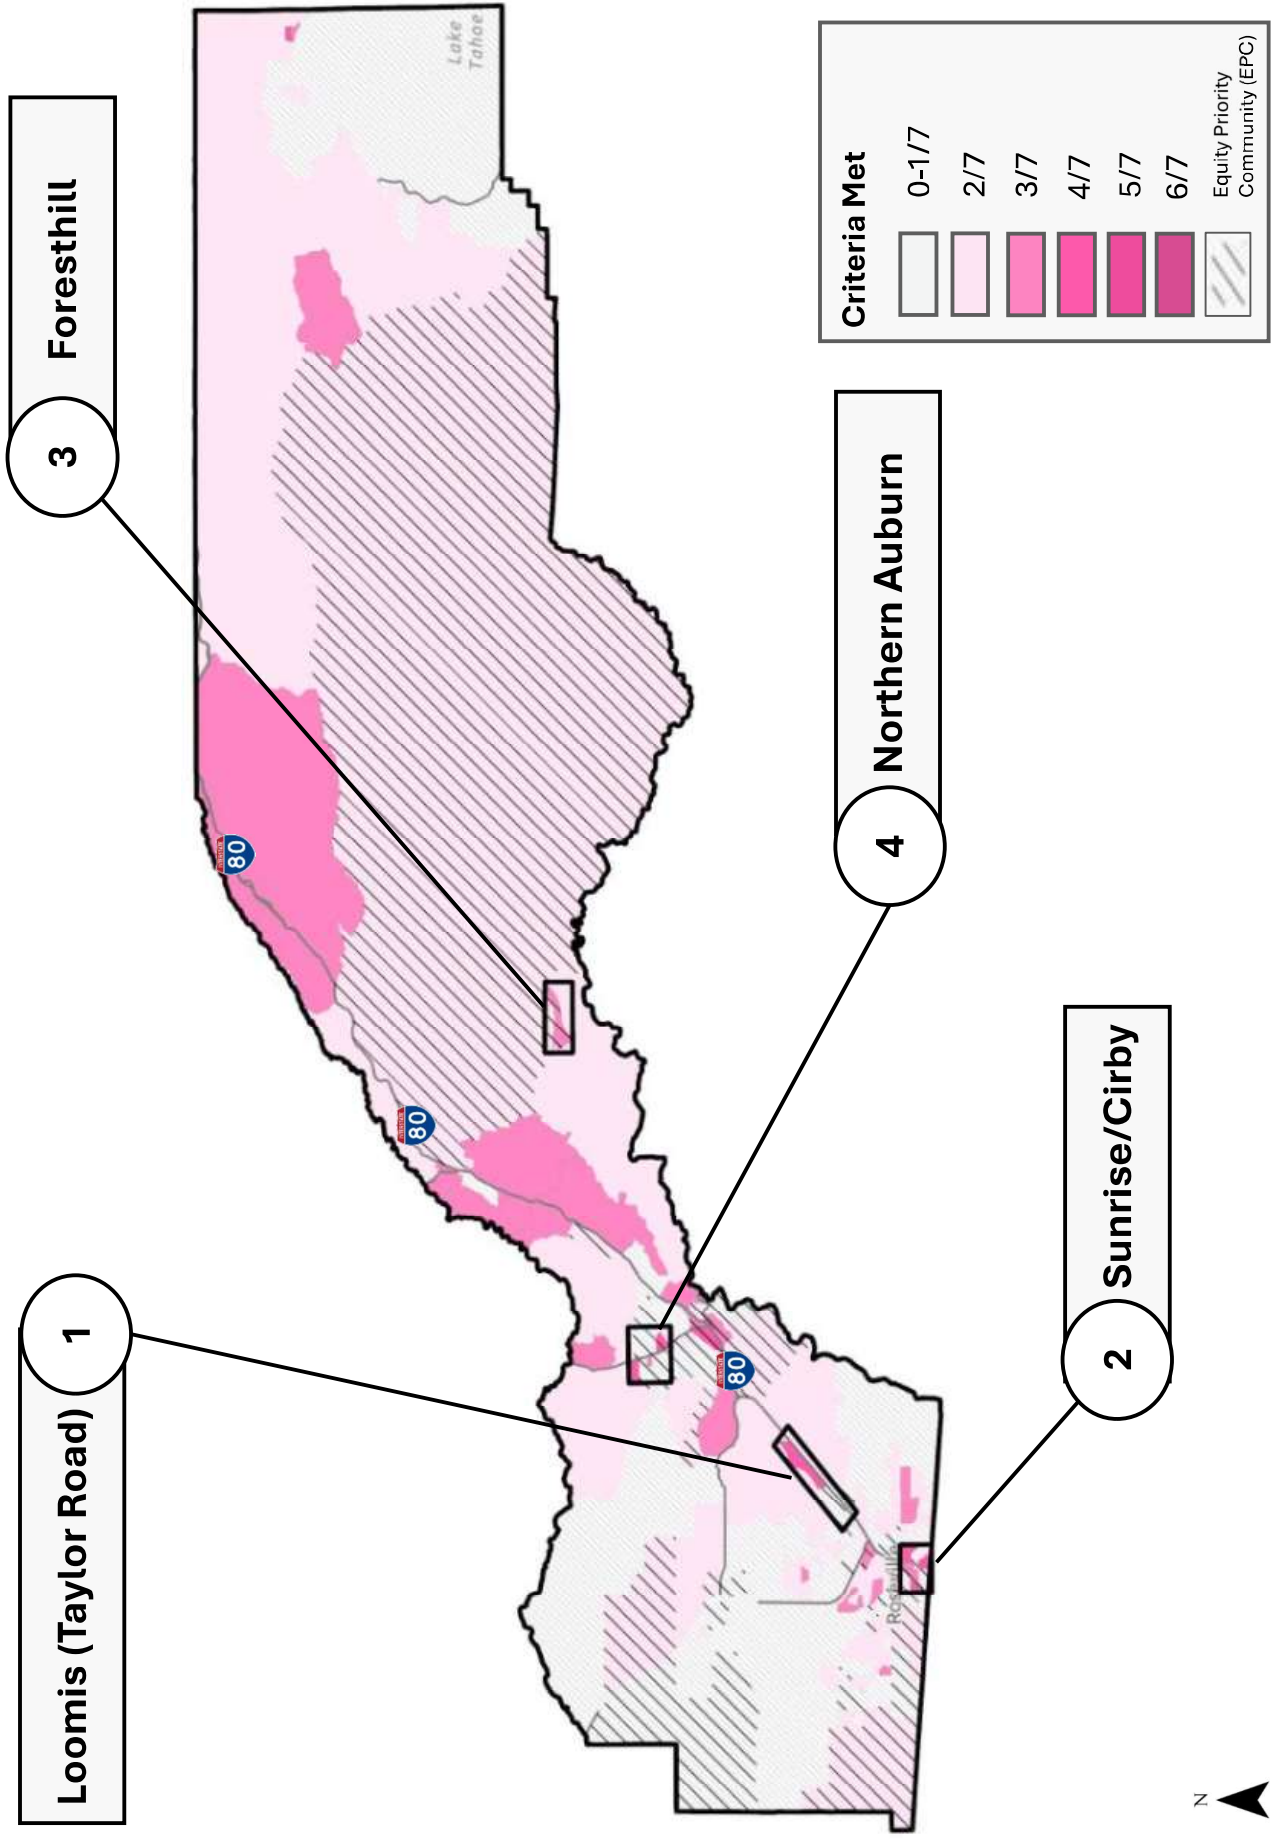 Loomis (Taylor Road)
1
3
Foresthill
80
80
80
Lake
Tahoe
Roseville
4
Northern Auburn
2
Sunrise/Cirby
Criteria Met
0-1/7
2/7
3/7
4/7
5/7
6/7
Equity Priority
Community (EPC)
N